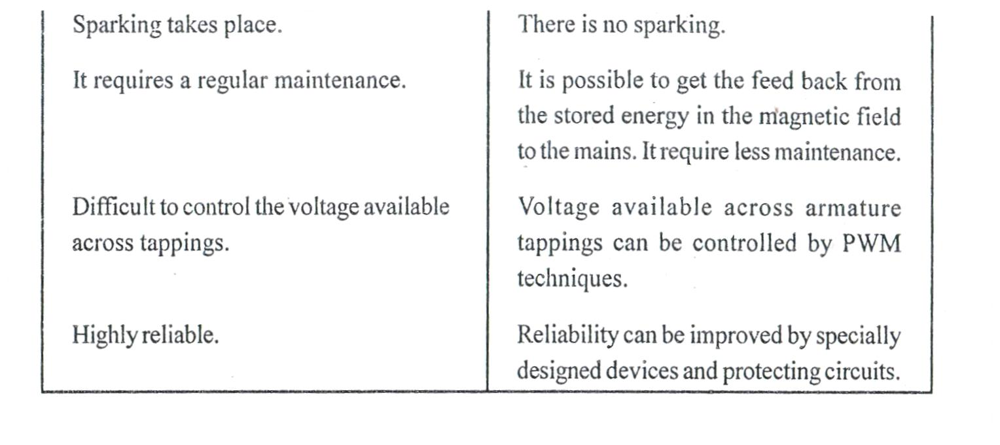 Sparking takes place.
There is no sparking.
It requires a regular maintenance.
It is possible to get the feed back from
the stored energy in the magnetic field
to the mains. It require less maintenance.
Difficult to control the voltage available
across tappings.
Voltage available across armature
tappings can be controlled by PWM
techniques.
Highly reliable.
Reliability can be improved by specially
designed devices and protecting circuits.